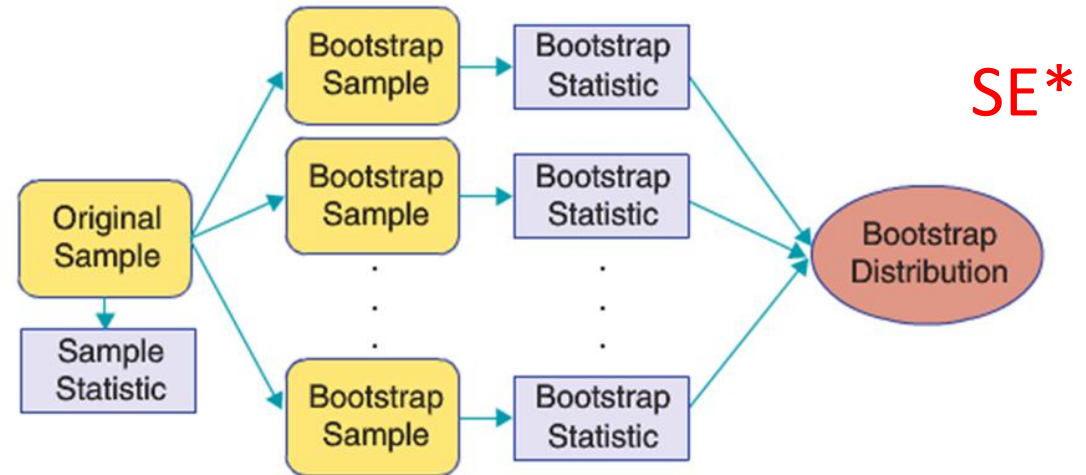 Bootstrap
Sample
Bootstrap
Statistic
SE*
Bootstrap
Sample
Bootstrap
Statistic
Original
Sample
Bootstrap
Distribution
Sample
Statistic
Bootstrap
Sample
Bootstrap
Statistic